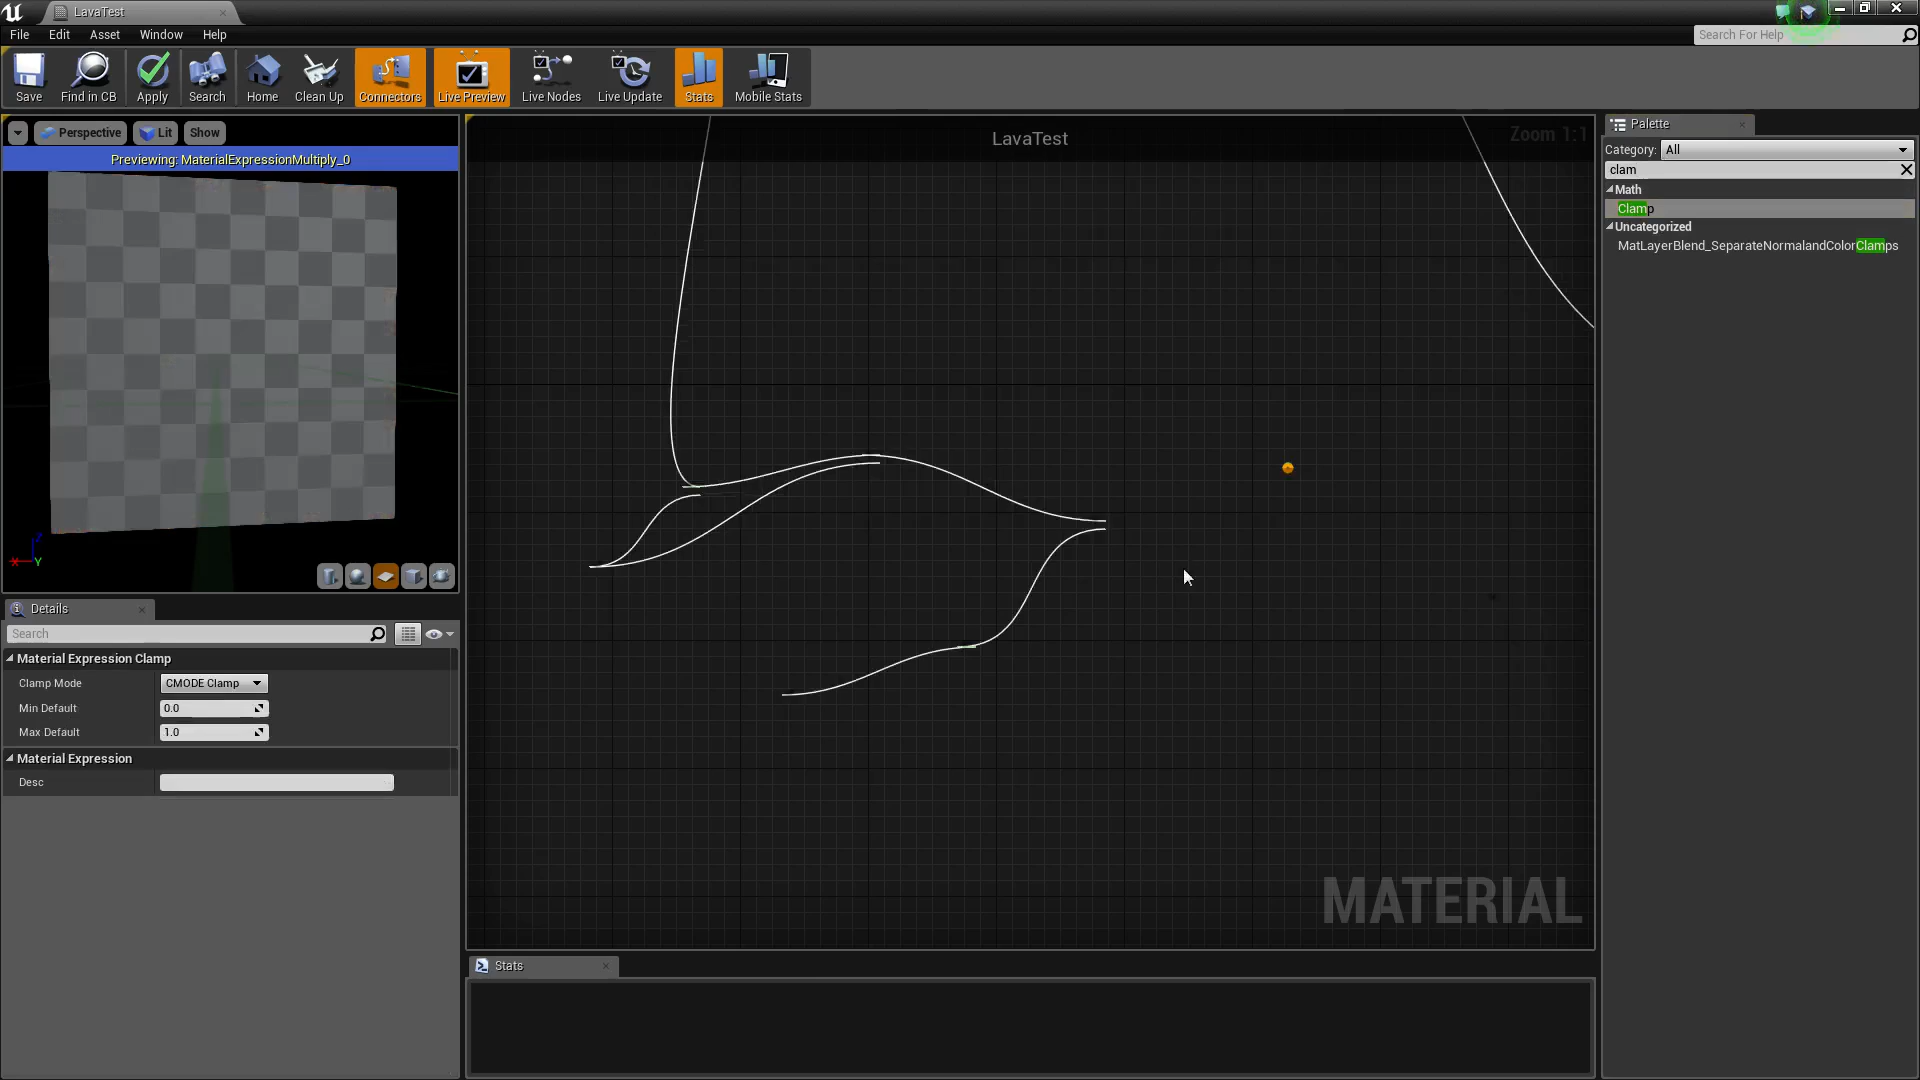 LavaTest
File Edit Asset Window Help
Search For Help
Save Find in CB Apply Search Home Clean Up Connectors Live Preview Live Nodes Live Update Stats Mobile Stats
Perspective Lit Show
Previewing: MaterialExpressionMultiply_0
X Y Z
LavaTest
Zoom 1:1
MATERIAL
Details
Search
Material Expression Clamp
Clamp Mode CMODE Clamp
Min Default 0.0
Max Default 1.0
Material Expression
Desc
Stats
Palette
Category: All
clam
Math
Clamp
Uncategorized
MatLayerBlend_SeparateNormalandColorClamps